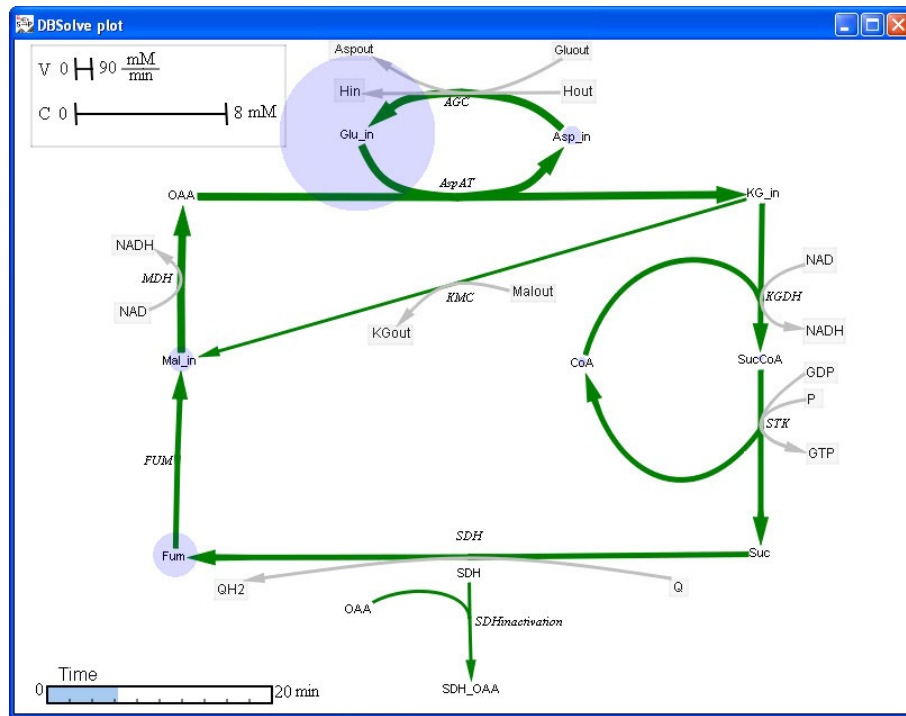 DBSolve plot
V 0 90 mM/min
C 0 8 mM
Aspout
Gluout
Hin
Hout
AGC
Glu_in
Asp_in
AspAT
OAA
KG_in
NADH
MDH
NAD
KMC
Malout
KGout
NAD
KGDH
NADH
Mal_in
CoA
SucCoA
GDP
P
STK
GTP
FUM
SDH
Fum
Suc
QH2
SDH
Q
OAA
SDHinactivation
SDH_OAA
Time
0 20 min